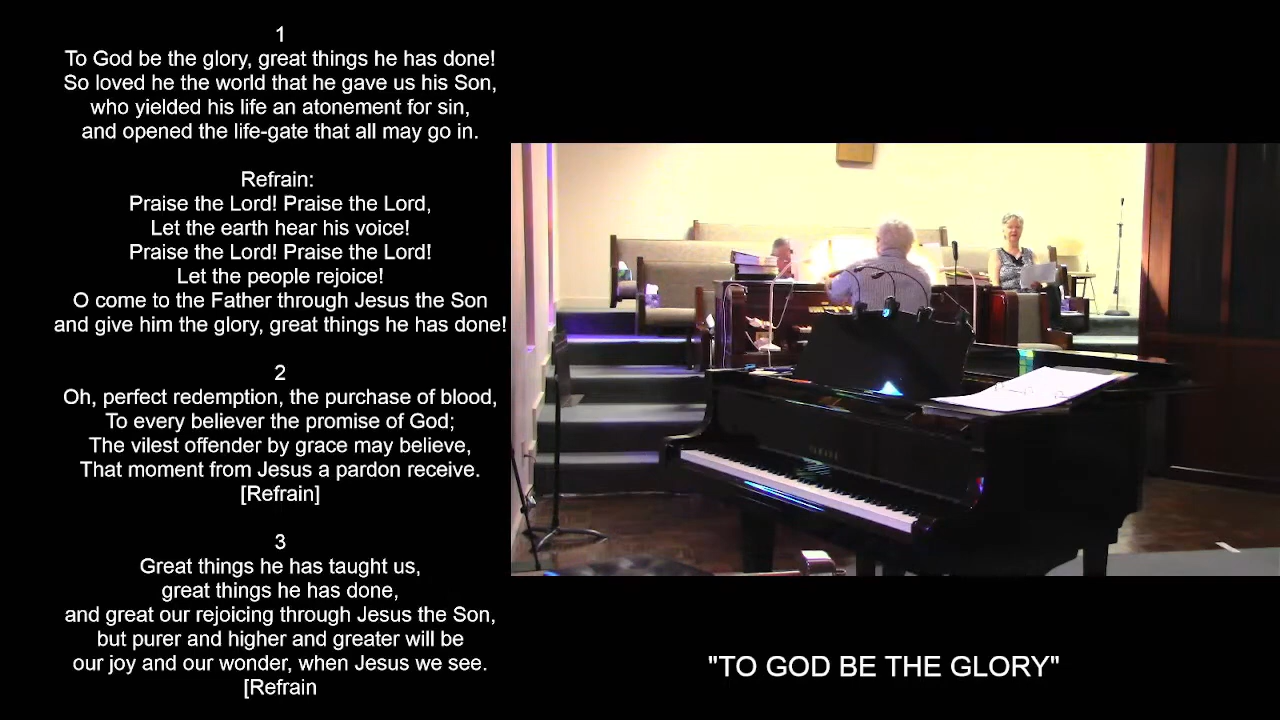 1
To God be the glory, great things he has done!
So loved he the world that he gave us his Son,
who yielded his life an atonement for sin,
and opened the life-gate that all may go in.
Refrain:
Praise the Lord! Praise the Lord,
Let the earth hear his voice!
Praise the Lord! Praise the Lord!
Let the people rejoice!
O come to the Father through Jesus the Son
and give him the glory, great things he has done!
2
Oh, perfect redemption, the purchase of blood,
To every believer the promise of God;
The vilest offender by grace may believe,
That moment from Jesus a pardon receive.
[Refrain]
3
Great things he has taught us,
great things he has done,
and great our rejoicing through Jesus the Son,
but purer and higher and greater will be
our joy and our wonder, when Jesus we see.
[Refrain
YAMAHA
"TO GOD BE THE GLORY"